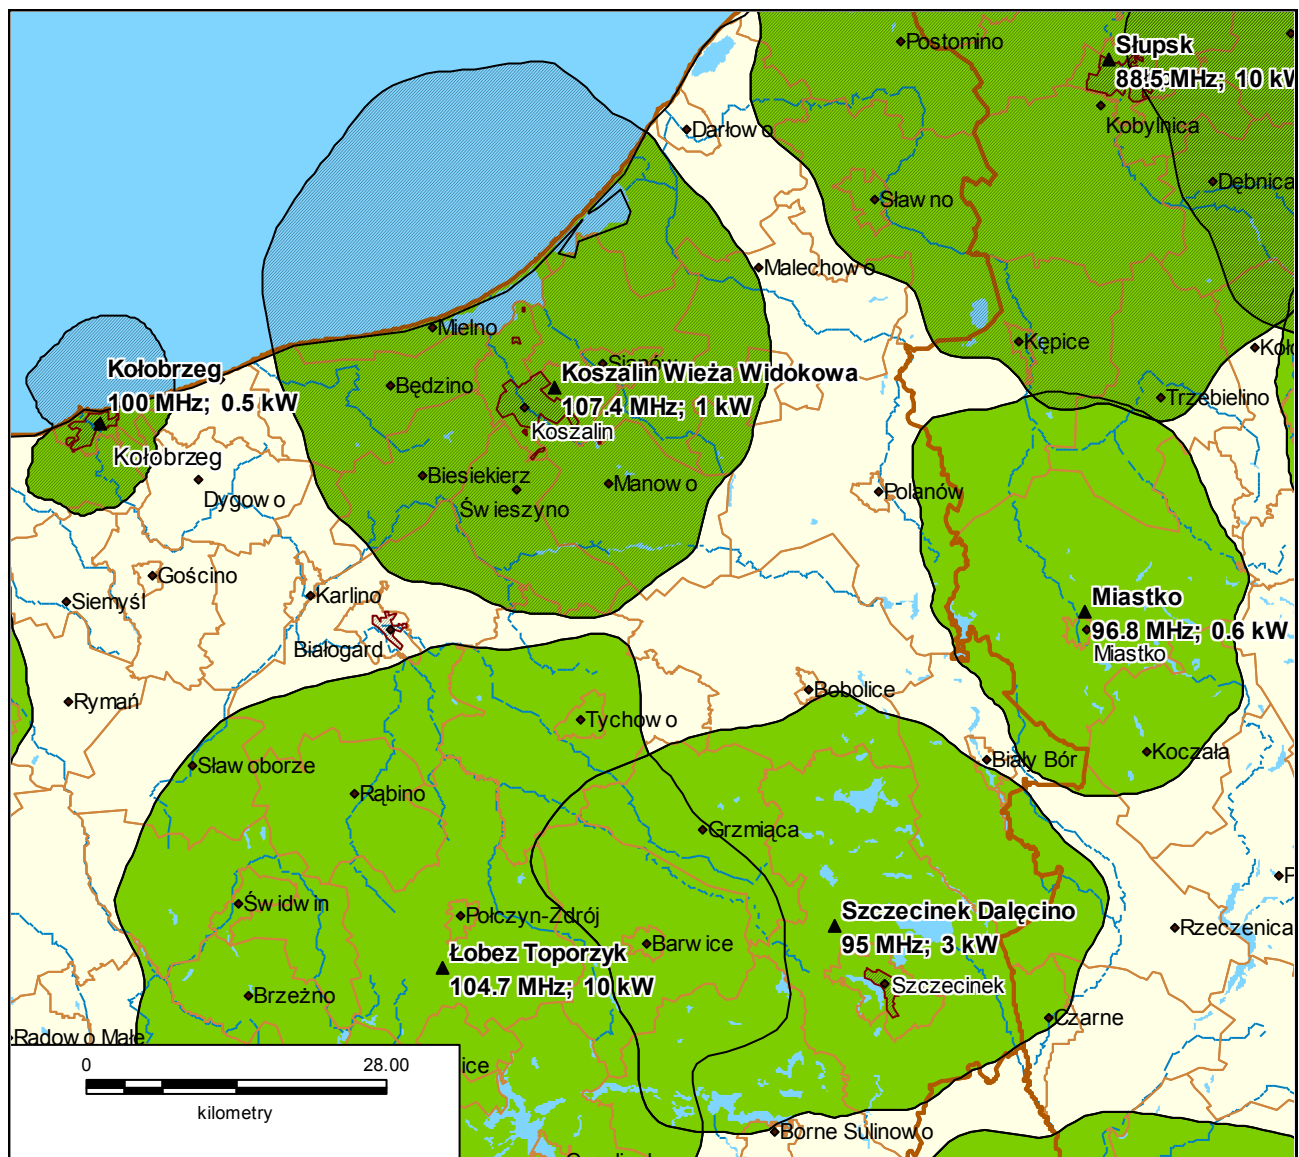 Postomino
Słupsk
88.5 MHz; 10 kW
Kobylnica
Darłowo
Dębnica
Sławno
Malechowo
Mielno
Kępice
Sianów
Kołobrzeg
100 MHz; 0.5 kW
Koszalin Wieża Widokowa
107.4 MHz; 1 kW
Będzino
Trzebielino
Koszalin
Kołobrzeg
Biesiekierz
Manowo
Polanów
Dygowo
Świeszyno
Gościno
Siemyśl
Karlino
Miastko
96.8 MHz; 0.6 kW
Miastko
Białogard
Rymań
Bobolice
Tychowo
Koczała
Biały Bór
Sławoborze
Rąbino
Grzmiąca
Świdwin
Połczyn-Zdrój
Szczecinek Dalęcino
95 MHz; 3 kW
Rzeczenica
Barwice
Łobez Toporzyk
104.7 MHz; 10 kW
Szczecinek
Brzeżno
Czarne
Radowo Małe
0 28.00
kilometry
ice
Borne Sulinowo